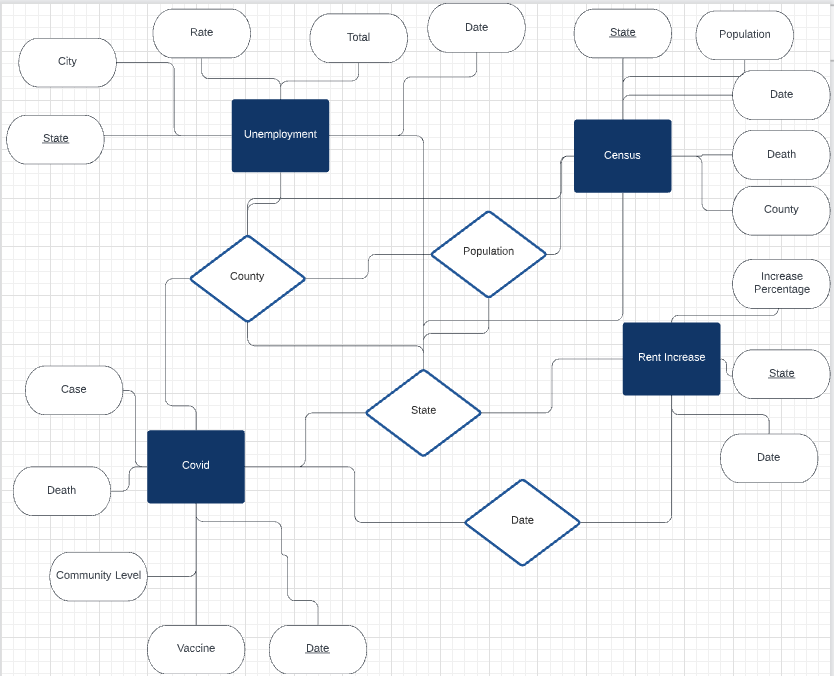 Rate
Total
Date
State
Population
City
Date
State
Unemployment
Census
Death
County
County
Population
Increase
Percentage
Rent Increase
State
Case
State
Date
Covid
Death
Date
Community Level
Vaccine
Date